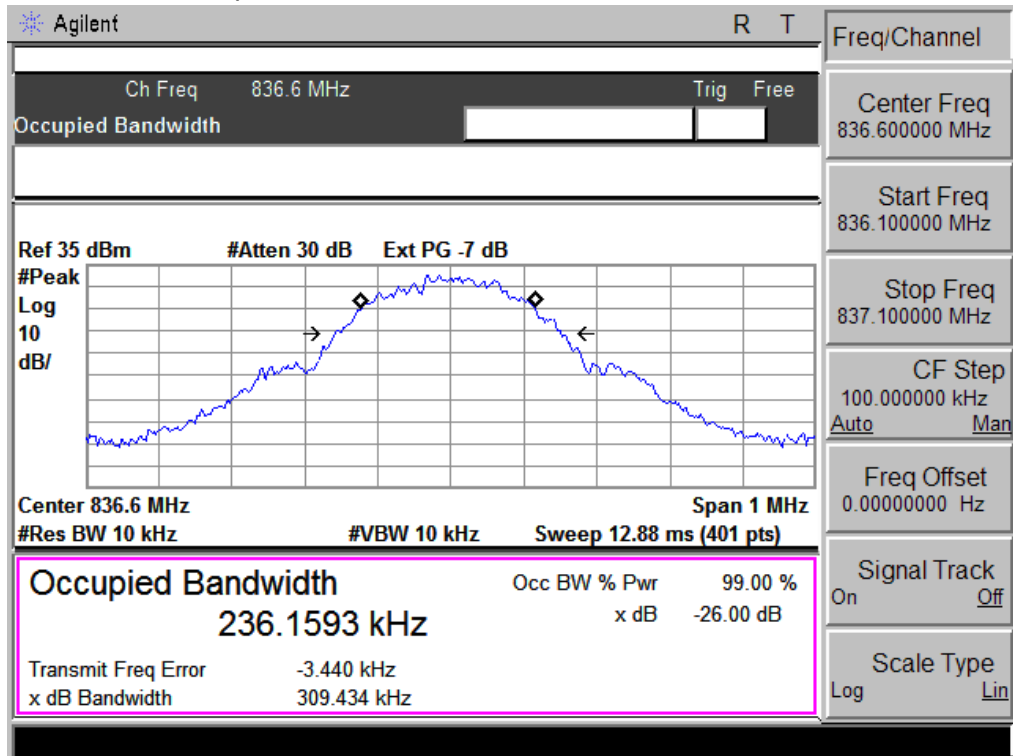 Agilent R T
Ch Freq 836.6 MHz Trig Free
Occupied Bandwidth
Ref 35 dBm #Atten 30 dB Ext PG -7 dB
#Peak
Log
10
dB/
Center 836.6 MHz Span 1 MHz
#Res BW 10 kHz #VBW 10 kHz Sweep 12.88 ms (401 pts)
Occupied Bandwidth Occ BW % Pwr 99.00 %
236.1593 kHz x dB -26.00 dB
Transmit Freq Error -3.440 kHz
x dB Bandwidth 309.434 kHz
Freq/Channel
Center Freq
836.600000 MHz
Start Freq
836.100000 MHz
Stop Freq
837.100000 MHz
CF Step
100.000000 kHz
Auto Man
Freq Offset
0.00000000 Hz
Signal Track
On Off
Scale Type
Log Lin